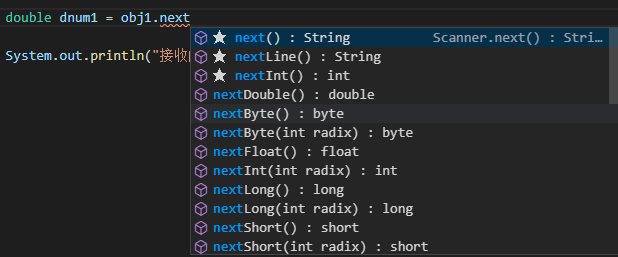 double dnum1 = obj1.next
next() : String Scanner.next() : Stri...
nextLine() : String
nextInt() : int
nextDouble() : double
System.out.println("接收
nextByte() : byte
nextByte(int radix) : byte
nextFloat() : float
nextInt(int radix) : int
nextLong() : long
nextLong(int radix) : long
nextShort() : short
nextShort(int radix) : short